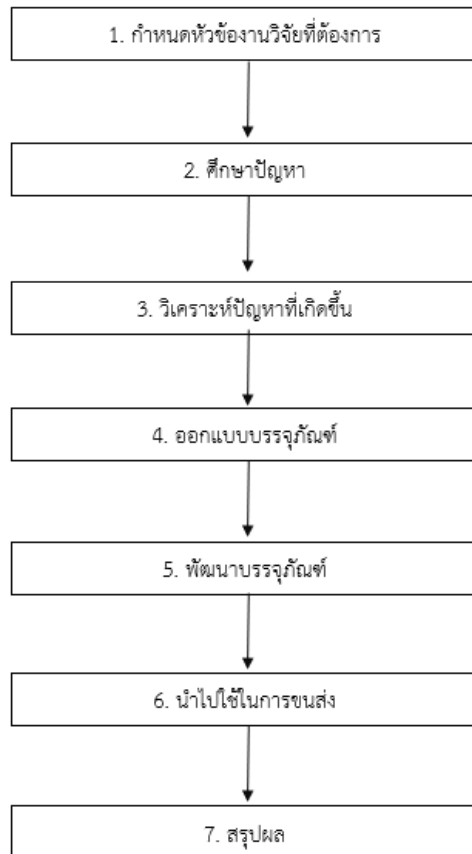 1. กำหนดหัวข้องานวิจัยที่ต้องการ
2. ศึกษาปัญหา
3. วิเคราะห์ปัญหาที่เกิดขึ้น
4. ออกแบบบรรจุภัณฑ์
5. พัฒนาบรรจุภัณฑ์
6. นำไปใช้ในการขนส่ง
7. สรุปผล